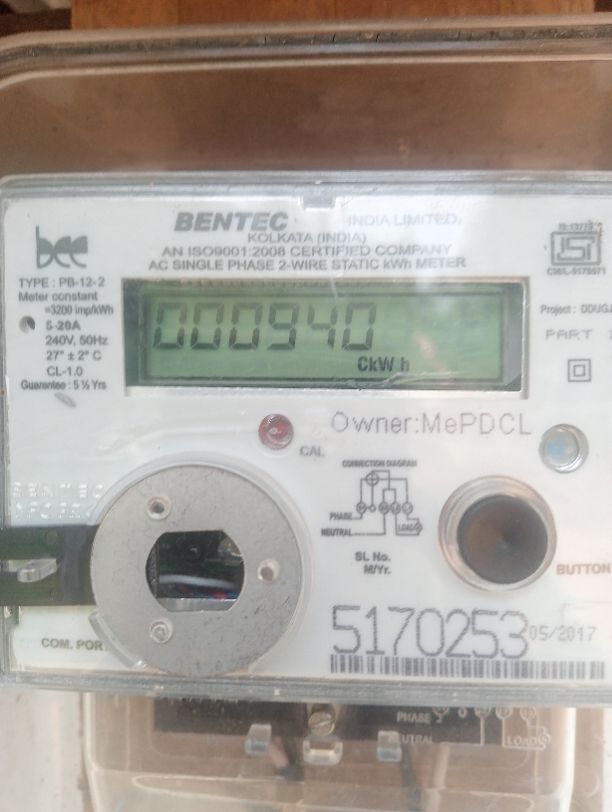 BENTEC INDIA LIMITED.
KOLKATA (INDIA)
AN ISO9001:2008 CERTIFIED COMPANY
AC SINGLE PHASE 2-WIRE STATIC kWh METER
bee
TYPE : PB-12-2
Meter constant
=3200 imp/kWh
5-20A
240V, 50Hz
27° ± 2° C
CL-1.0
Guarantee : 5 ½ Yrs
000940
CkW h
ISI
Project : DDUGJ
PART
CAL
Owner:MePDCL
CONNECTION DIAGRAM
PHASE
NEUTRAL
LOAD
SL No.
M/Yr.
BUTTON
5170253 05/2017
COM. PORT
PHASE
NEUTRAL
LOAD